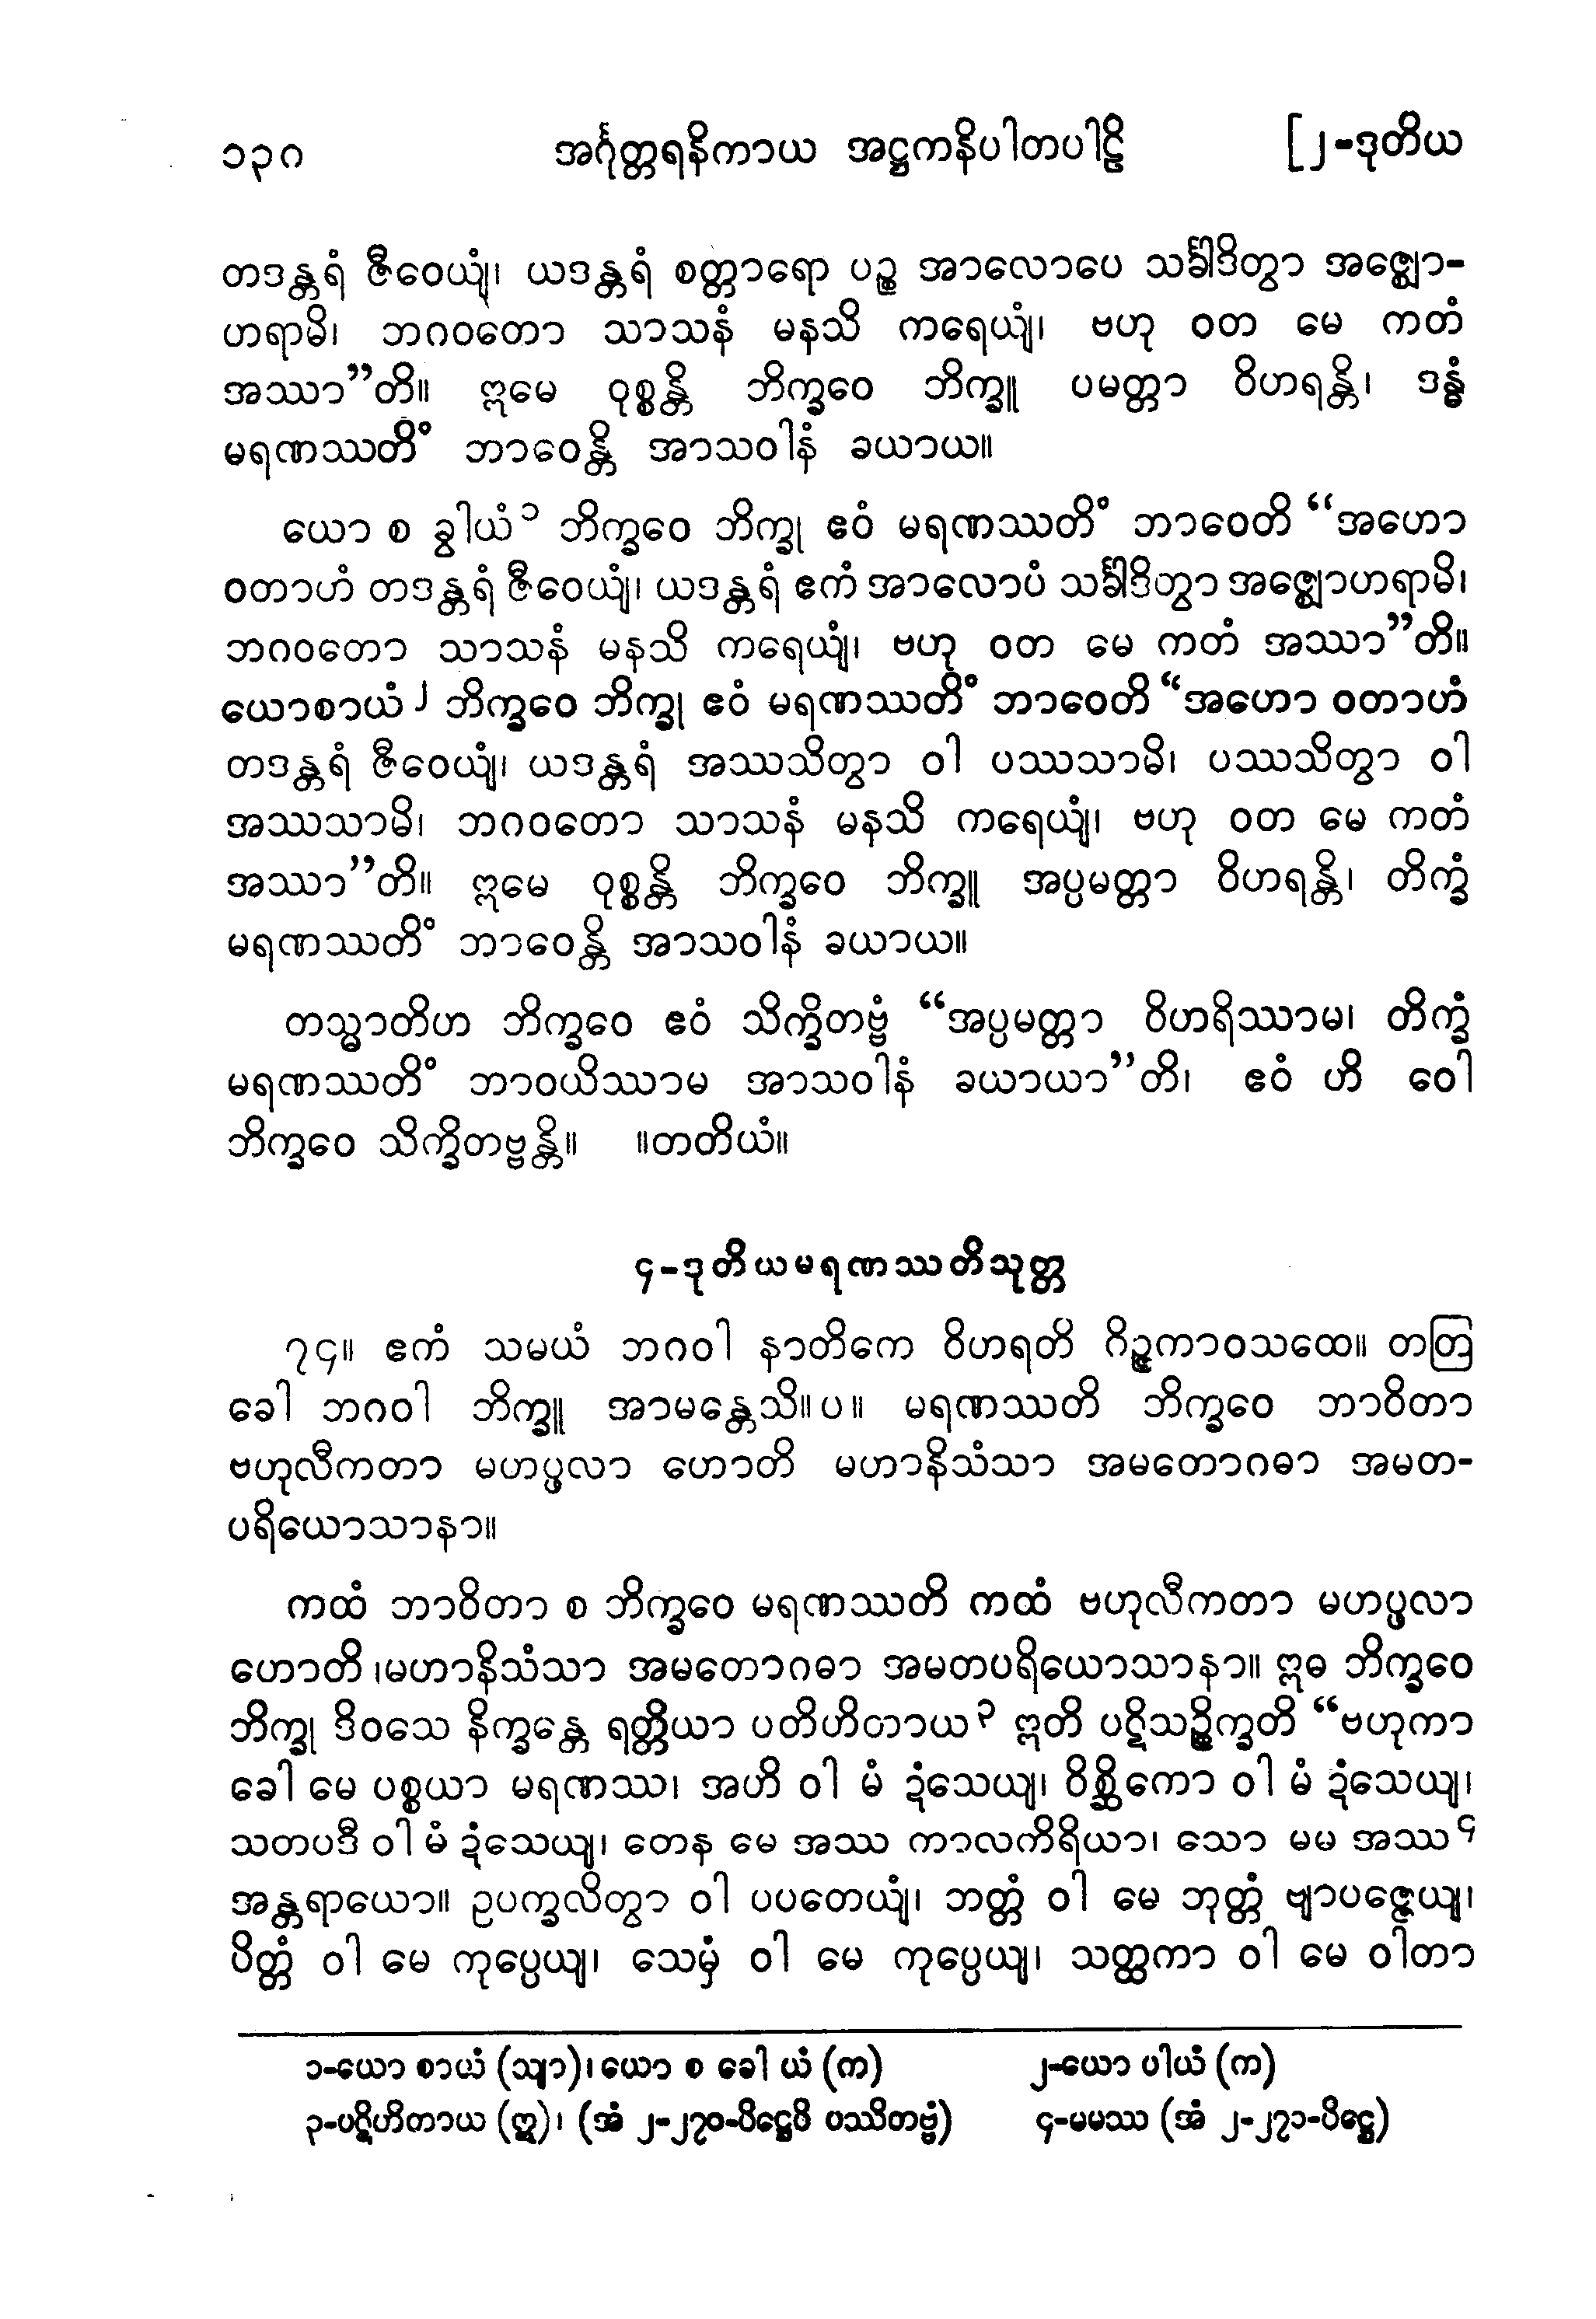 ၁၃ဂ အင်္ဂုတ္တရနိကာယ အဋ္ဌကနိပါတပါဠိ [၂-ဒုတိယ
တဒန္တရံ ဇီဝေယျံ၊ ယဒန္တရံ စတ္တာရော ပဉ္စ အာလောပေ သင်္ခါဒိတွာ အဇ္ဈော-
ဟရာမိ၊ ဘဂဝတော သာသနံ မနသိ ကရေယျံ၊ ဗဟု ဝတ မေ ကတံ
အဿာ”တိ။ ဣမေ ဝုစ္စန္တိ ဘိက္ခဝေ ဘိက္ခူ ပမတ္တာ ဝိဟရန္တိ၊ ဒန္ဓံ
မရဏဿတိံ ဘာဝေန္တိ အာသဝါနံ ခယာယ။
ယော စ ခွါယံ၁ ဘိက္ခဝေ ဘိက္ခု ဧဝံ မရဏဿတိံ ဘာဝေတိ “အဟော
ဝတာဟံ တဒန္တရံ ဇီဝေယျံ၊ ယဒန္တရံ ဧကံ အာလောပံ သင်္ခါဒိတွာ အဇ္ဈောဟရာမိ၊
ဘဂဝတော သာသနံ မနသိ ကရေယျံ၊ ဗဟု ဝတ မေ ကတံ အဿာ”တိ။
ယောစာယံ၂ ဘိက္ခဝေ ဘိက္ခု ဧဝံ မရဏဿတိံ ဘာဝေတိ “အဟော ဝတာဟံ
တဒန္တရံ ဇီဝေယျံ၊ ယဒန္တရံ အဿသိတွာ ဝါ ပဿသာမိ၊ ပဿသိတွာ ဝါ
အဿသာမိ၊ ဘဂဝတော သာသနံ မနသိ ကရေယျံ၊ ဗဟု ဝတ မေ ကတံ
အဿာ”တိ။ ဣမေ ဝုစ္စန္တိ ဘိက္ခဝေ ဘိက္ခူ အပ္ပမတ္တာ ဝိဟရန္တိ၊ တိက္ခံ
မရဏဿတိံ ဘာဝေန္တိ အာသဝါနံ ခယာယ။
တသ္မာတိဟ ဘိက္ခဝေ ဧဝံ သိက္ခိတဗ္ဗံ “အပ္ပမတ္တာ ဝိဟရိဿာမ၊ တိက္ခံ
မရဏဿတိံ ဘာဝယိဿာမ အာသဝါနံ ခယာယာ”တိ၊ ဧဝံ ဟိ ဝေါ
ဘိက္ခဝေ သိက္ခိတဗ္ဗန္တိ။ ။တတိယံ။
၄-ဒုတိယမရဏဿတိသုတ္တ
၇၄။ ဧကံ သမယံ ဘဂဝါ နာတိကေ ဝိဟရတိ ဂိဉ္ဇကာဝသထေ။ တတြ
ခေါ ဘဂဝါ ဘိက္ခူ အာမန္တေသိ။ပ။ မရဏဿတိ ဘိက္ခဝေ ဘာဝိတာ
ဗဟုလီကတာ မဟပ္ဖလာ ဟောတိ မဟာနိသံသာ အမတောဂဓာ အမတ-
ပရိယောသာနာ။
ကထံ ဘာဝိတာ စ ဘိက္ခဝေ မရဏဿတိ ကထံ ဗဟုလီကတာ မဟပ္ဖလာ
ဟောတိ ၊မဟာနိသံသာ အမတောဂဓာ အမတပရိယောသာနာ။ ဣဓ ဘိက္ခဝေ
ဘိက္ခု ဒိဝသေ နိက္ခန္တေ ရတ္တိယာ ပတိဟိတာယ၃ ဣတိ ပဋိသဉ္စိက္ခတိ “ဗဟုကာ
ခေါ မေ ပစ္စယာ မရဏဿ၊ အဟိ ဝါ မံ ဍံသေယျ၊ ဝိစ္ဆိကော ဝါ မံ ဍံသေယျ၊
သတပဒီ ဝါ မံ ဍံသေယျ၊ တေန မေ အဿ ကာလကိရိယာ၊ သော မမ အဿ၄
အန္တရာယော။ ဥပက္ခလိတွာ ဝါ ပပတေယျံ၊ ဘတ္တံ ဝါ မေ ဘုတ္တံ ဗျာပဇ္ဇေယျ၊
ပိတ္တံ ဝါ မေ ကုပ္ပေယျ၊ သေမှံ ဝါ မေ ကုပ္ပေယျ၊ သတ္ထကာ ဝါ မေ ဝါတာ
၁-ယော စာယံ (သျာ)၊ ယော စ ခေါ ယံ (က) ၂-ယော ပါယံ (က)
၃-ပဋိဟိတာယ (ဣ)၊ (အံ ၂-၂၇၀-ပိဋ္ဌေပိ ပဿိတဗ္ဗံ) ၄-မမဿ (အံ ၂-၂၇၁-ပိဋ္ဌေ)